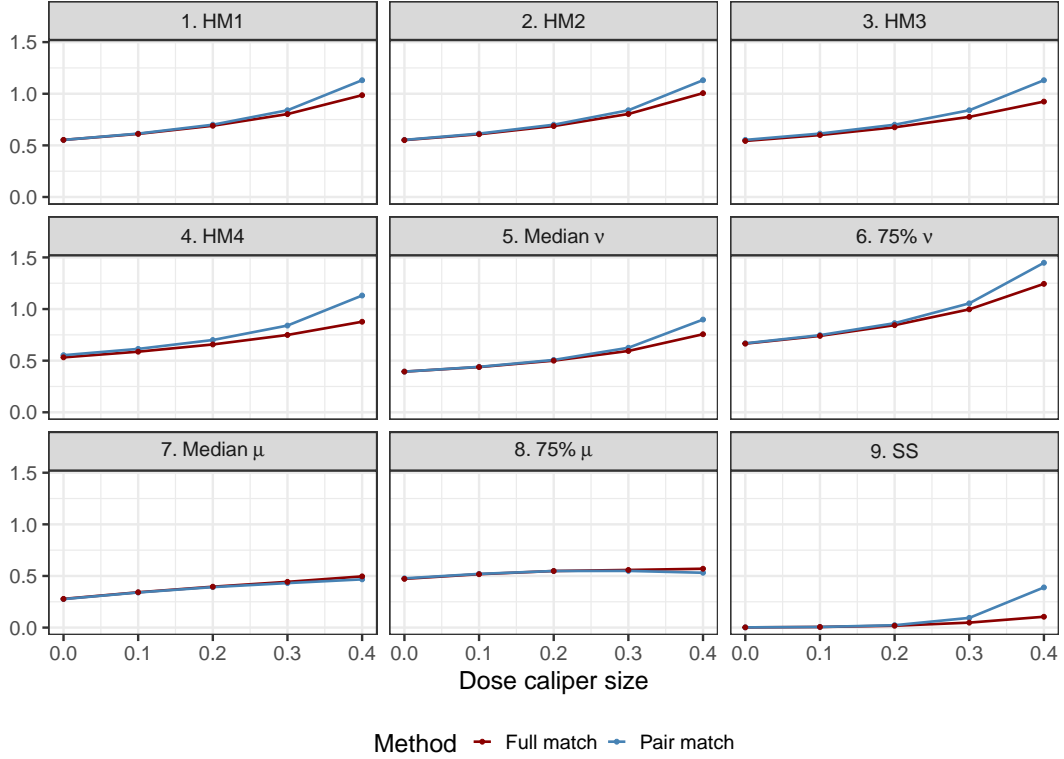 1. HM1
2. HM2
3. HM3
1.5
1.0
0.5
0.0
4. HM4
5. Median ν
6. 75% ν
1.5
1.0
0.5
0.0
7. Median μ
8. 75% μ
9. SS
1.5
1.0
0.5
0.0
0.0 0.1 0.2 0.3 0.4
0.0 0.1 0.2 0.3 0.4
0.0 0.1 0.2 0.3 0.4
Dose caliper size
Method Full match Pair match